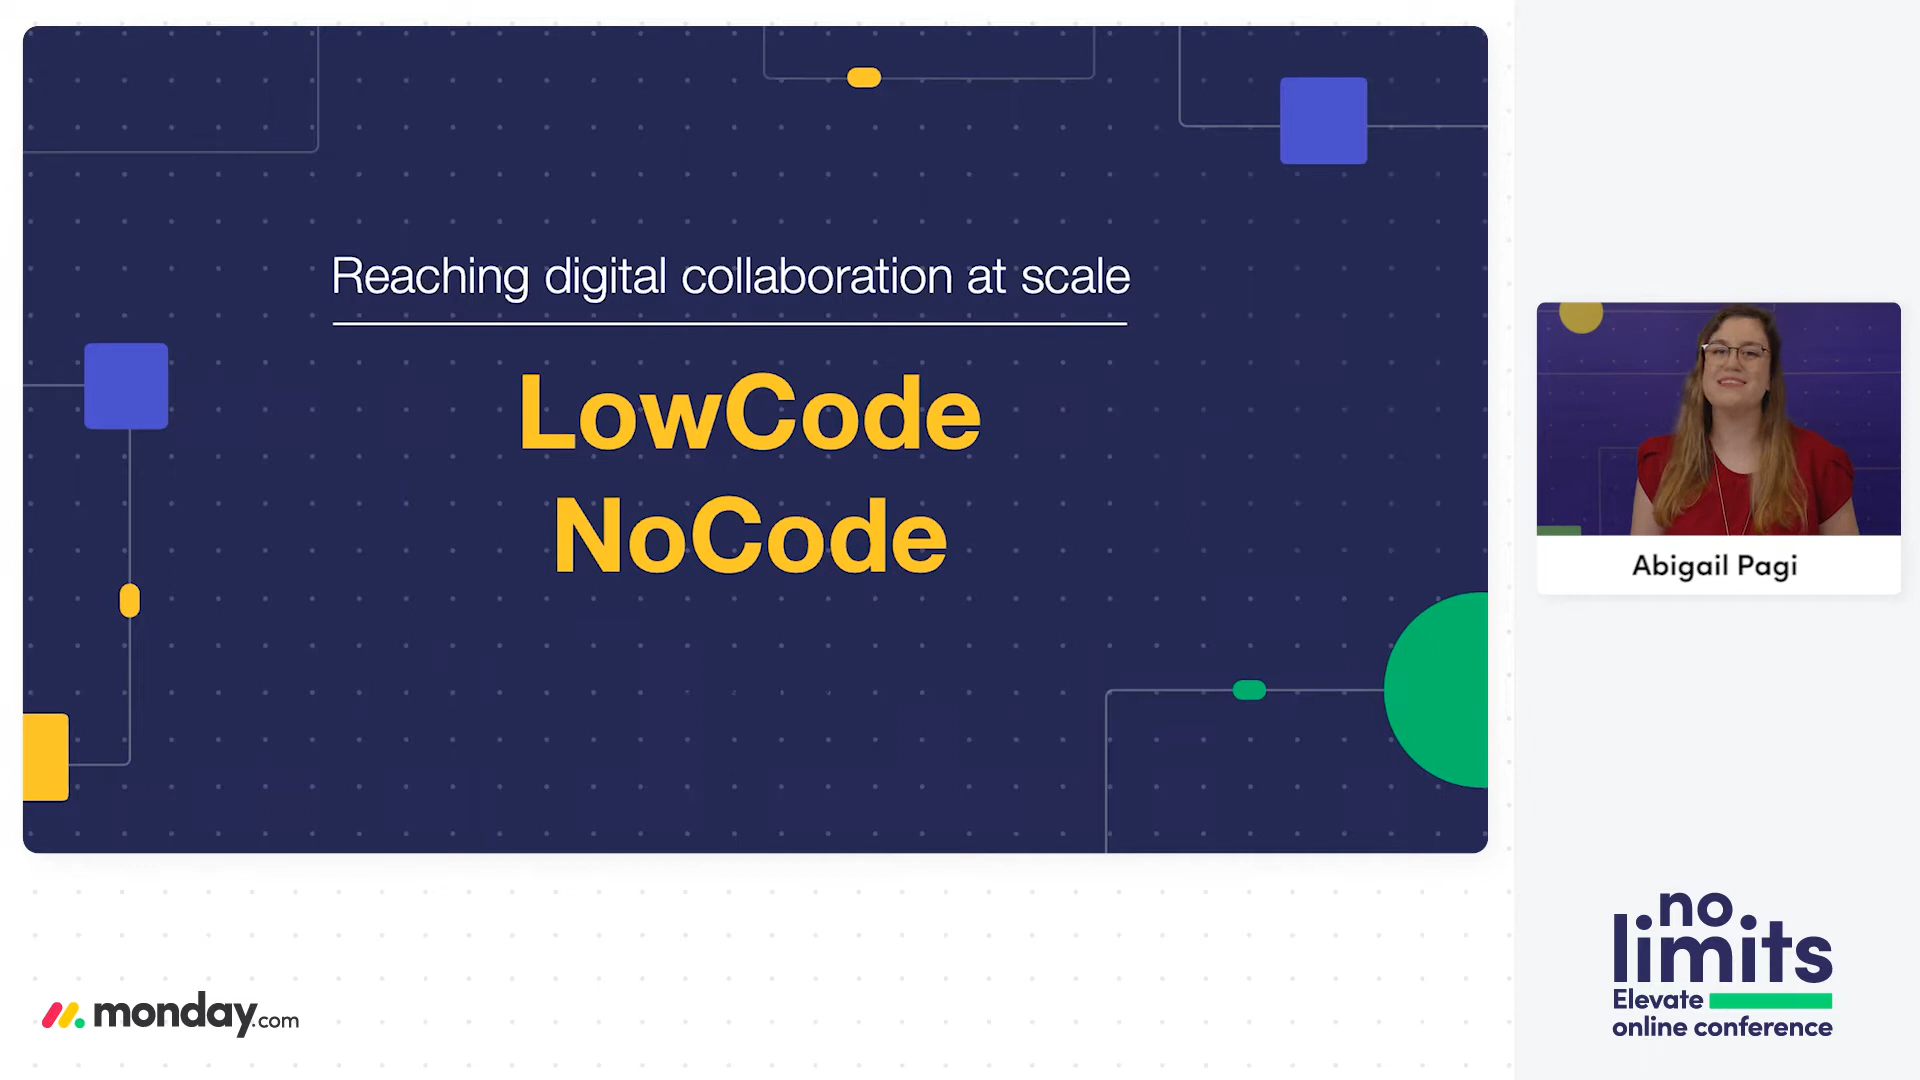 Reaching digital collaboration at scale
LowCode
NoCode
Abigail Pagi
monday.com
no
limits
Elevate
online conference